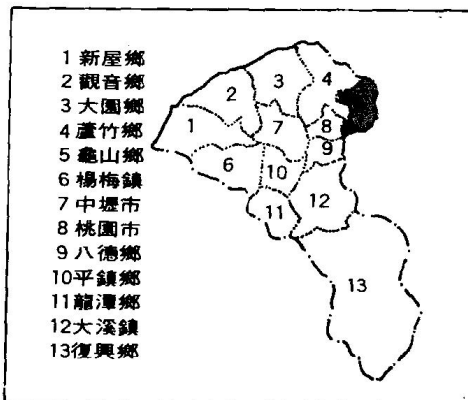 1 新屋鄉
2 觀音鄉
3 大園鄉
4 蘆竹鄉
5 龜山鄉
6 楊梅鎮
7 中壢市
8 桃園市
9 八德鄉
10 平鎮鄉
11 龍潭鄉
12 大溪鎮
13 復興鄉
1
2
3
4
6
7
8
9
10
11
12
13